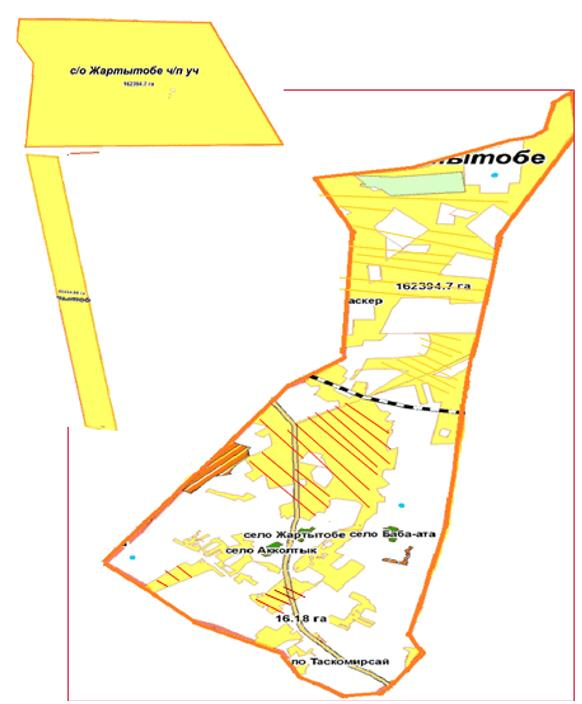 с/о Жартытобе ч/п уч
162394.7 га
ытобе
162394.7 га
аскер
село Жартытобе село Баба-ата
село Акколтык
16.18 га
по Таскомирсай